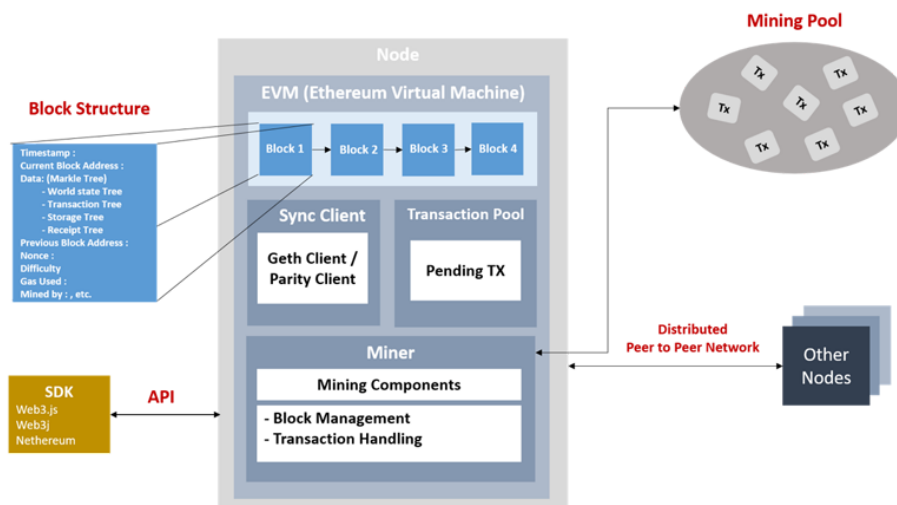 Mining Pool
Tx
Tx
Tx
Tx
Tx
Tx
Tx
Node
EVM (Ethereum Virtual Machine)
Block 1
Block 2
Block 3
Block 4
Block Structure
Timestamp :
Current Block Address :
Data: (Markle Tree)
- World state Tree
- Transaction Tree
- Storage Tree
- Receipt Tree
Previous Block Address :
Nonce :
Difficulty
Gas Used :
Mined by : , etc.
Sync Client
Geth Client /
Parity Client
Transaction Pool
Pending TX
Miner
Mining Components
- Block Management
- Transaction Handling
Distributed
Peer to Peer Network
Other
Nodes
SDK
Web3.js
Web3j
Nethereum
API